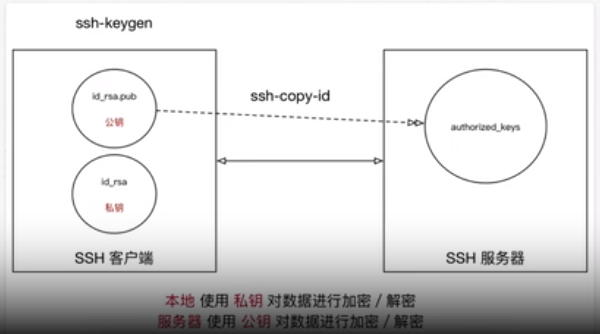 ssh-keygen
id_rsa.pub
公钥
ssh-copy-id
authorized_keys
id_rsa
私钥
SSH 客户端
SSH 服务器
本地 使用 私钥 对数据进行加密 / 解密
服务器 使用 公钥 对数据进行加密 / 解密